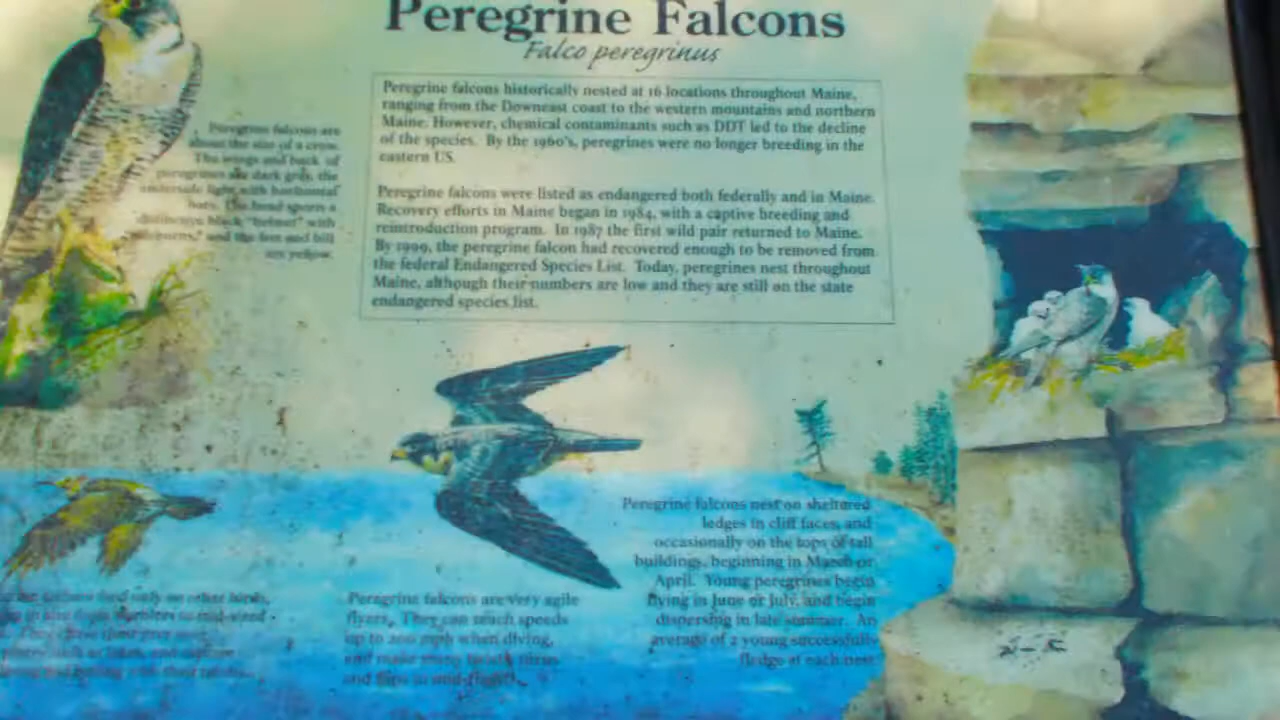 Peregrine Falcons
Falco peregrinus
Peregrine falcons historically nested at 16 locations throughout Maine,
ranging from the Downeast coast to the western mountains and northern
Maine. However, chemical contaminants such as DDT led to the decline
of the species. By the 1960's, peregrines were no longer breeding in the
eastern US.
Peregrine falcons were listed as endangered both federally and in Maine.
Recovery efforts in Maine began in 1984, with a captive breeding and
reintroduction program. In 1987 the first wild pair returned to Maine.
By 1999, the peregrine falcon had recovered enough to be removed from
the federal Endangered Species List. Today, peregrines nest throughout
Maine, although their numbers are low and they are still on the state
endangered species list.
Peregrine falcons are
about the size of a crow.
The wings and back of
peregrines are dark grey, the
underside light with horizontal
bars. The head sports a
distinctive black "helmet" with
and the feet and bill
are yellow.
Peregrine falcons nest on sheltered
ledges in cliff faces, and
occasionally on the tops of tall
buildings, beginning in March or
April. Young peregrines begin
flying in June or July, and begin
dispersing in late summer. An
average of 2 young successfully
fledge at each nest.
falcons feed only on other birds,
Peregrine falcons are very agile
flyers. They can reach speeds
up to 200 mph when diving,
and make many twists, turns
and flips in mid-flight.